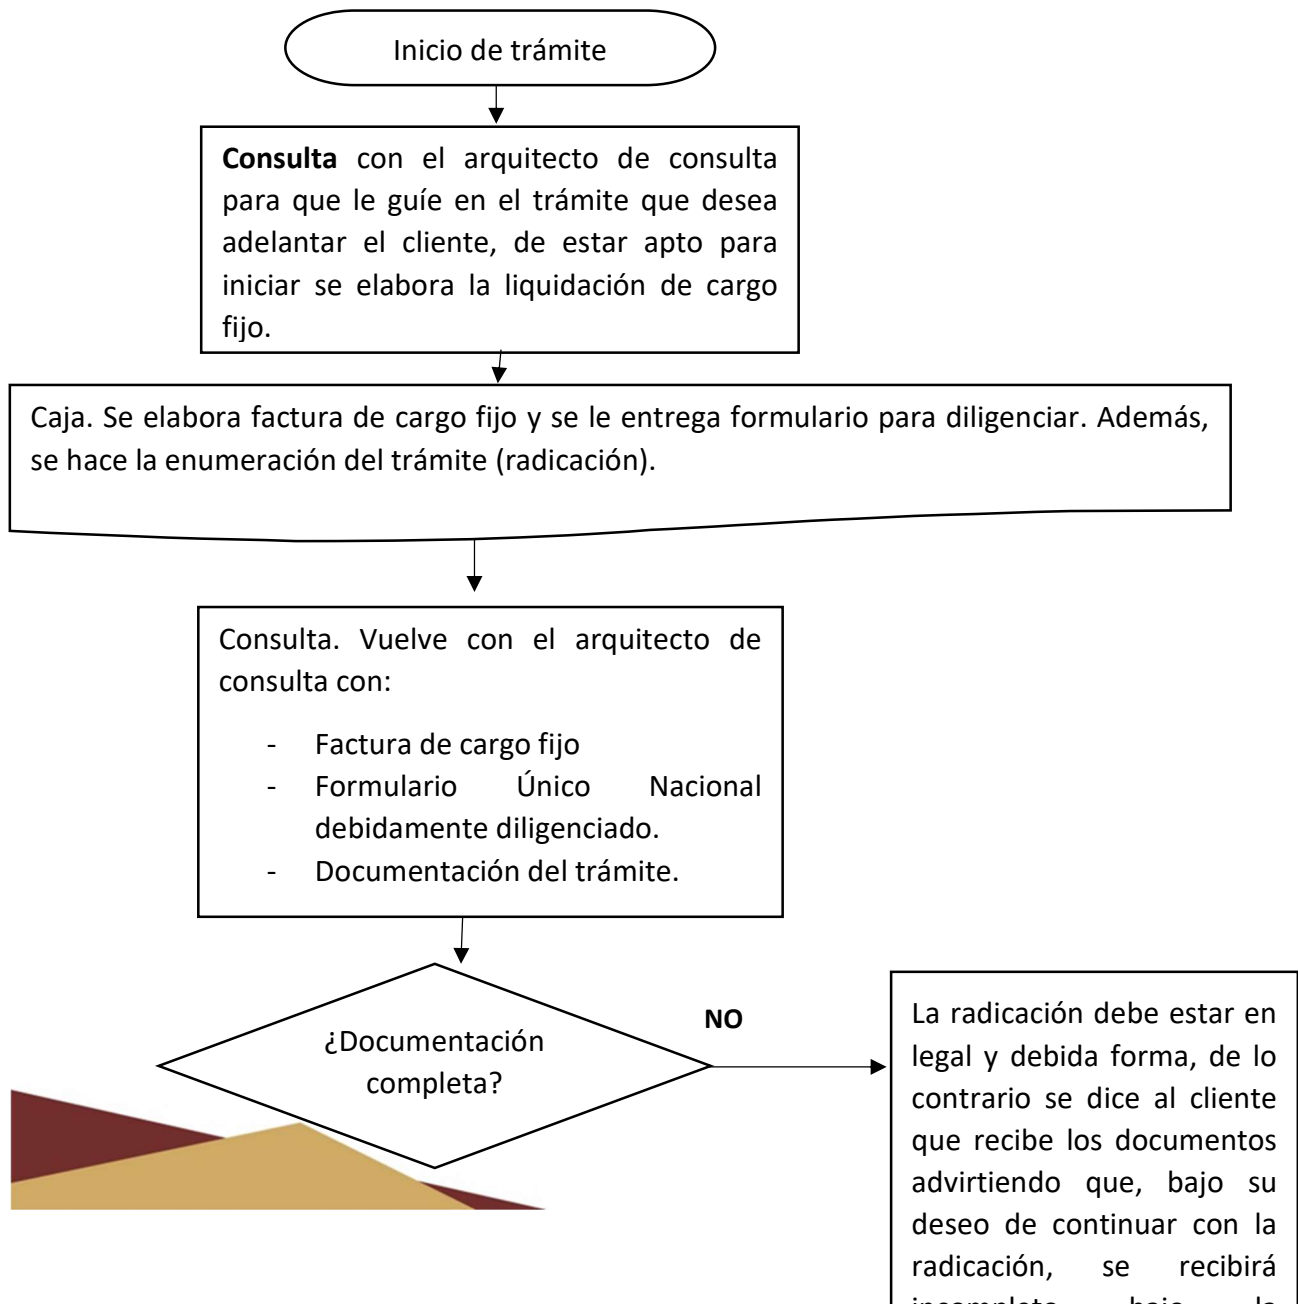 Inicio de trámite
Consulta con el arquitecto de consulta
para que le guíe en el trámite que desea
adelantar el cliente, de estar apto para
iniciar se elabora la liquidación de cargo
fijo.
Caja. Se elabora factura de cargo fijo y se le entrega formulario para diligenciar. Además,
se hace la enumeración del trámite (radicación).
Consulta. Vuelve con el arquitecto de
consulta con:
- Factura de cargo fijo
- Formulario Único Nacional
debidamente diligenciado.
- Documentación del trámite.
¿Documentación
completa?
NO
La radicación debe estar en
legal y debida forma, de lo
contrario se dice al cliente
que recibe los documentos
advirtiendo que, bajo su
deseo de continuar con la
radicación, se recibirá